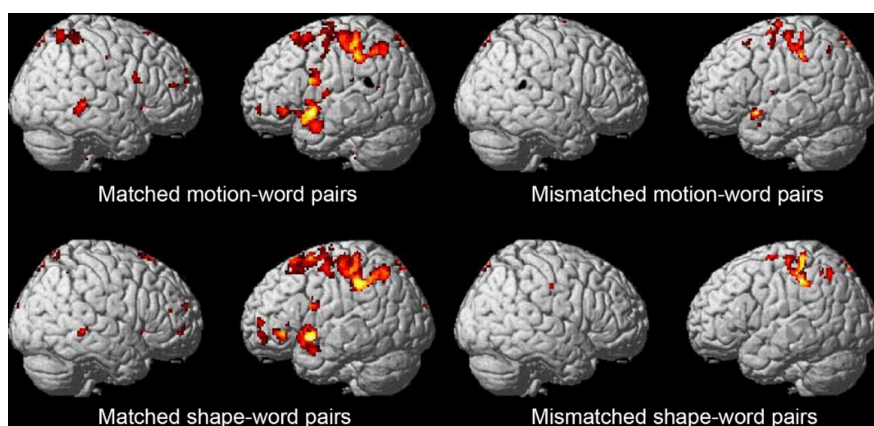 Matched motion-word pairs
Mismatched motion-word pairs
Matched shape-word pairs
Mismatched shape-word pairs